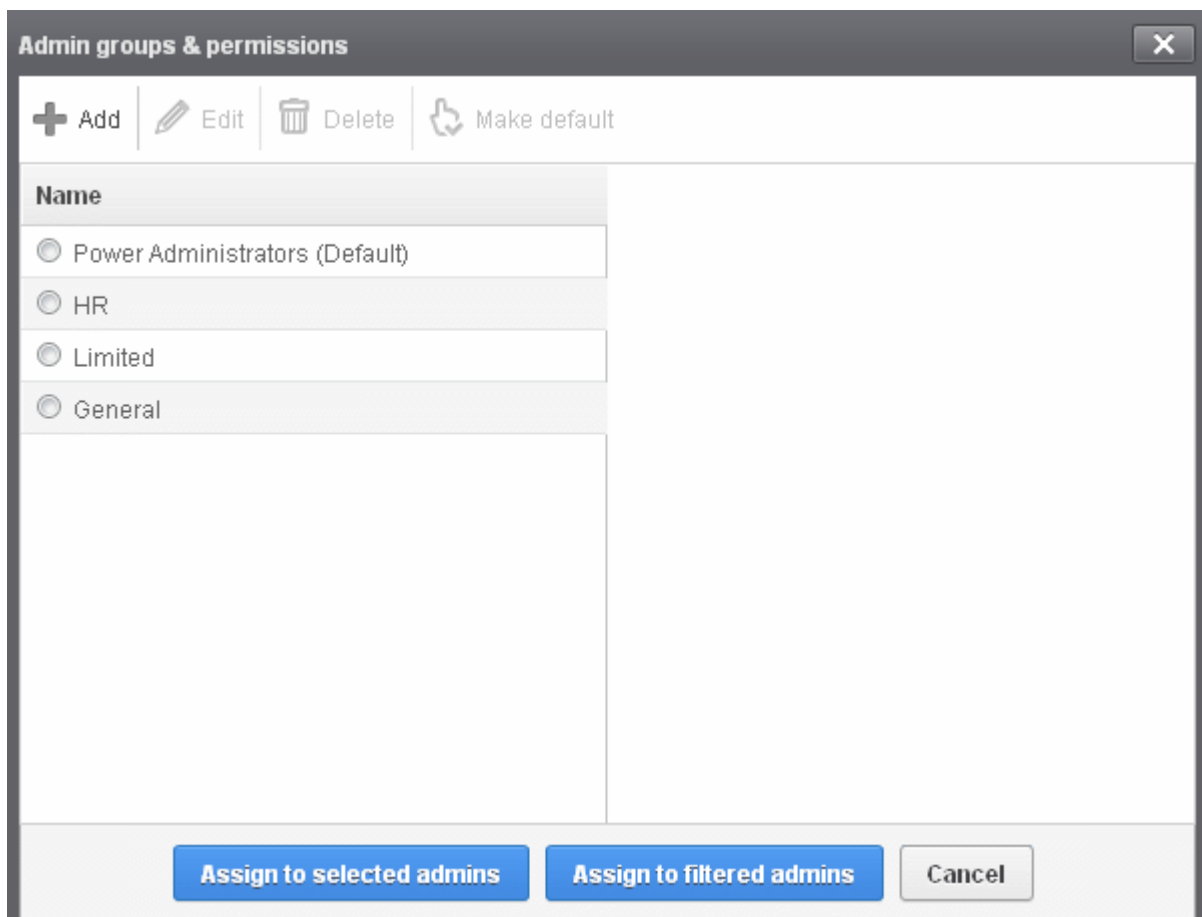 Admin groups & permissions
Add Edit Delete Make default
Name
Power Administrators (Default)
HR
Limited
General
Assign to selected admins Assign to filtered admins Cancel